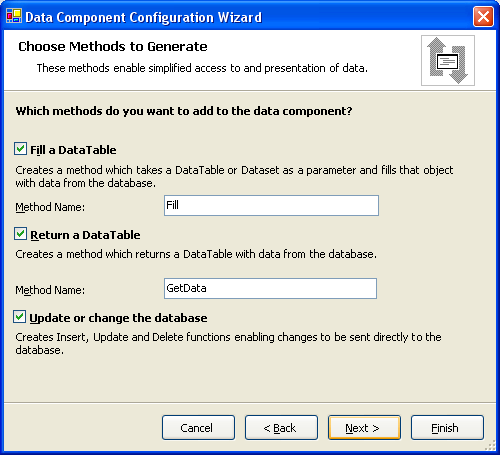 Data Component Configuration Wizard
Choose Methods to Generate
These methods enable simplified access to and presentation of data.
Which methods do you want to add to the data component?
Fill a DataTable
Creates a method which takes a DataTable or Dataset as a parameter and fills that object
with data from the database.
Method Name: Fill
Return a DataTable
Creates a method which returns a DataTable with data from the database.
Method Name: GetData
Update or change the database
Creates Insert, Update and Delete functions enabling changes to be sent directly to the
database.
Cancel < Back Next > Finish